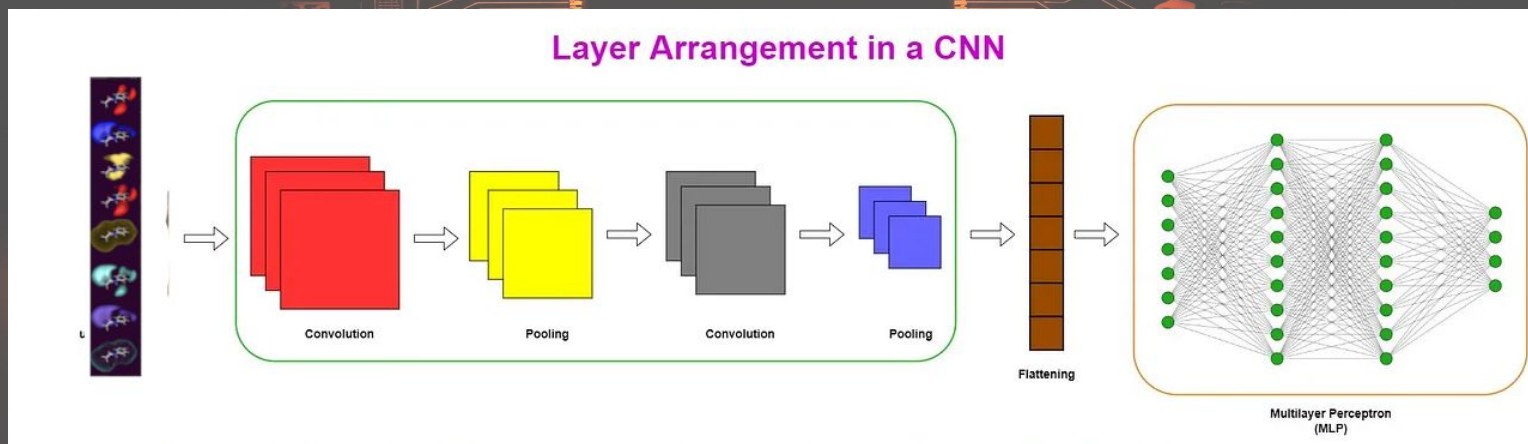 Layer Arrangement in a CNN
Convolution
Pooling
Convolution
Pooling
Flattening
Multilayer Perceptron
(MLP)